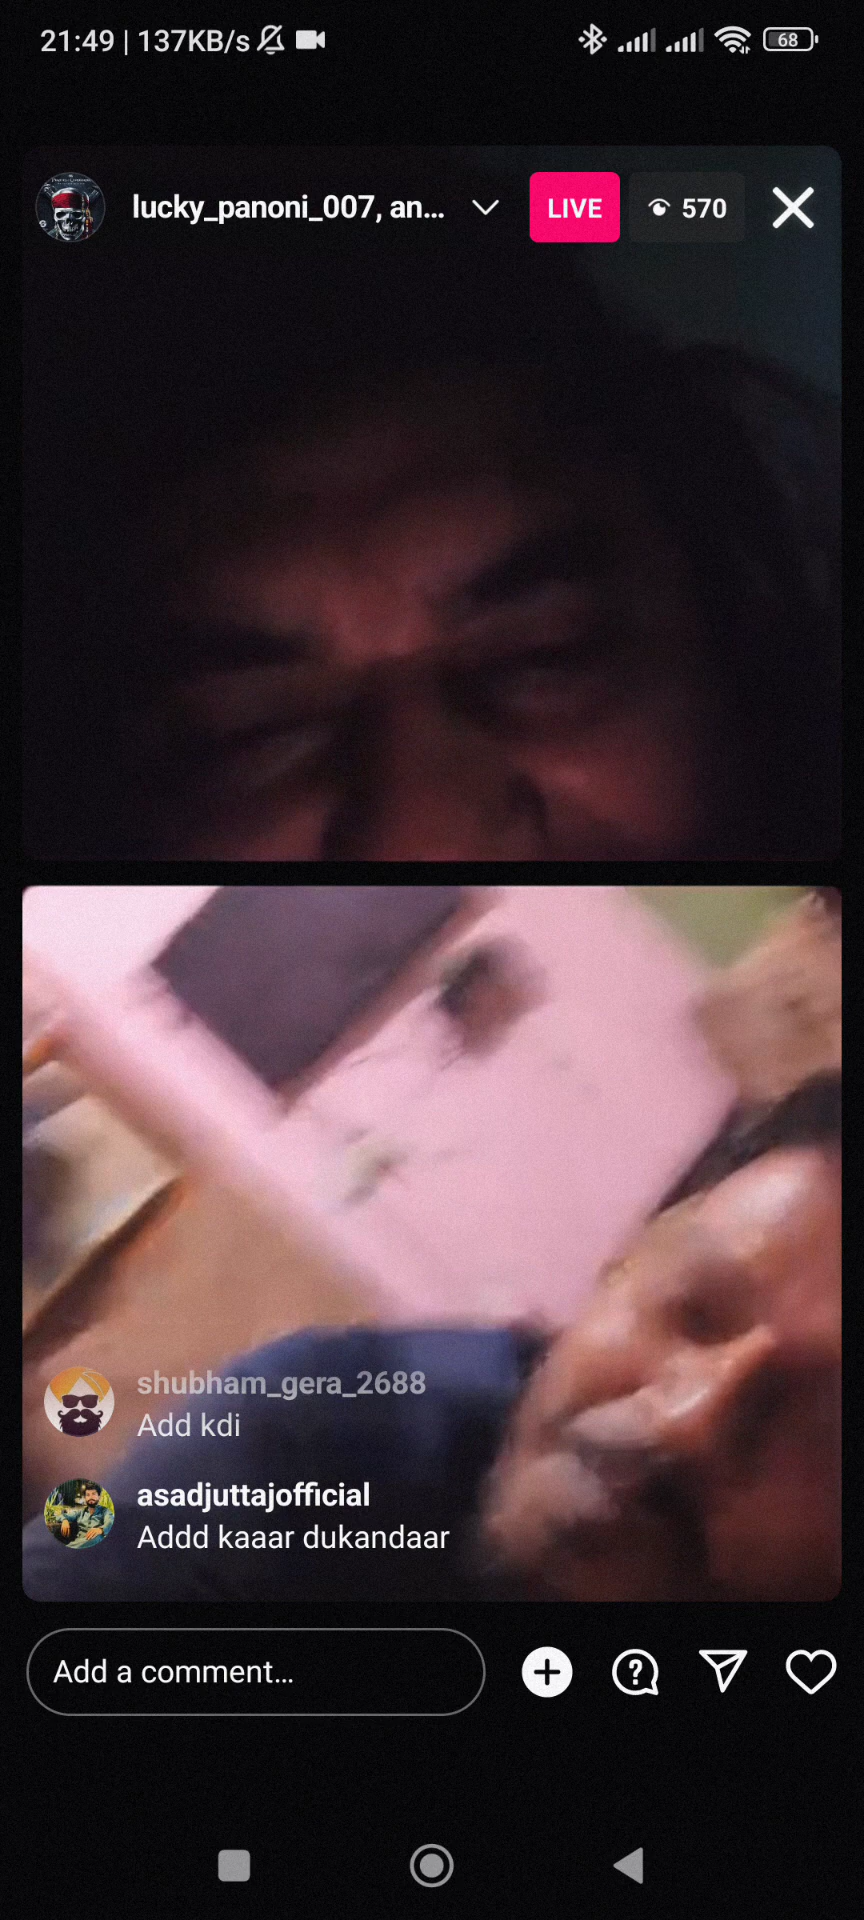 21:49 | 137KB/s 68
lucky_panoni_007, an... LIVE 570
shubham_gera_2688
Add kdi
asadjuttajofficial
Addd kaaar dukandaar
Add a comment...